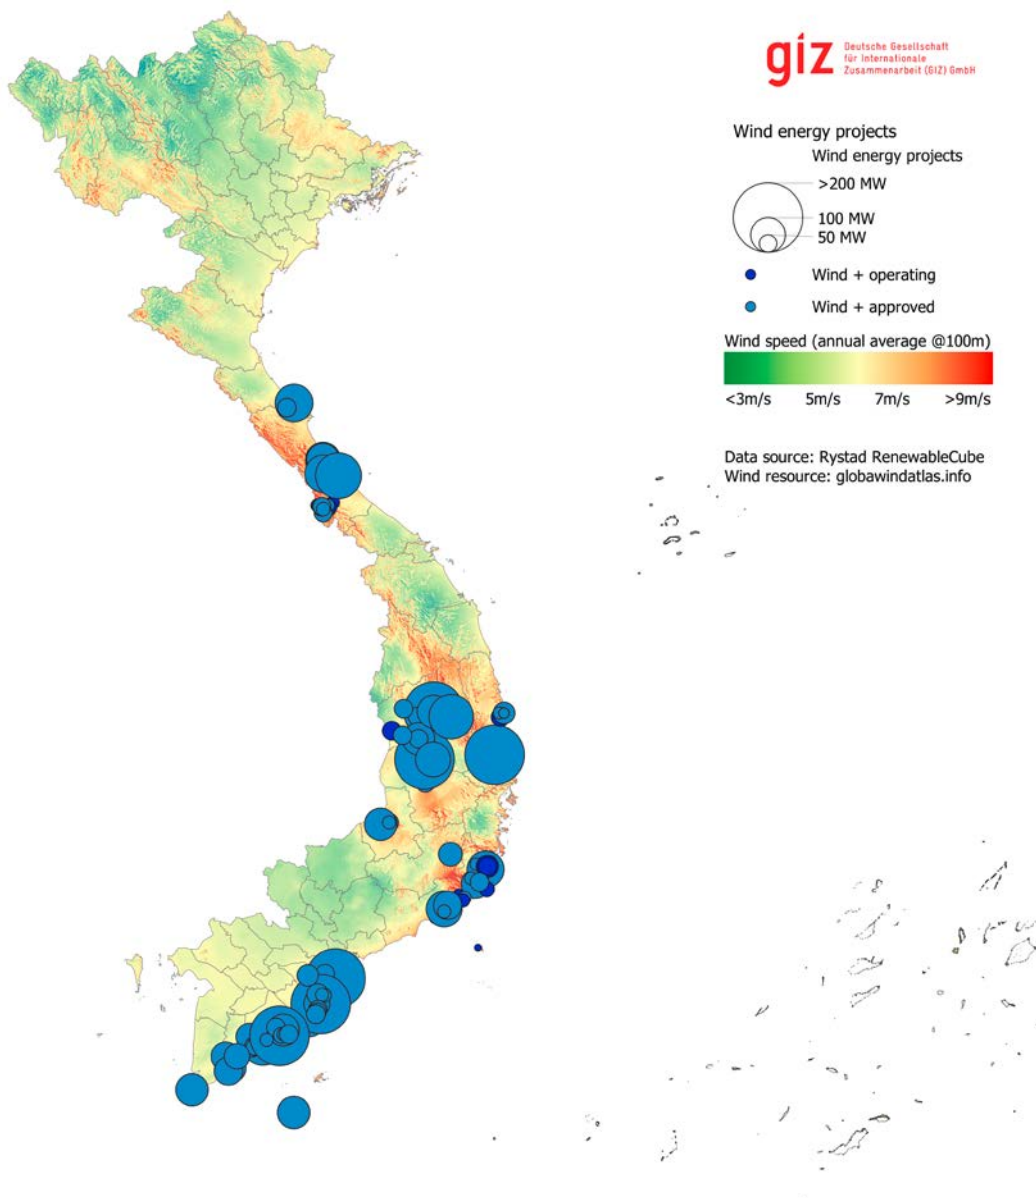 giz
Deutsche Gesellschaft
für Internationale
Zusammenarbeit (GIZ) GmbH
Wind energy projects
Wind energy projects
>200 MW
100 MW
50 MW
Wind + operating
Wind + approved
Wind speed (annual average @100m)
<3m/s 5m/s 7m/s >9m/s
Data source: Rystad RenewableCube
Wind resource: globawindatlas.info